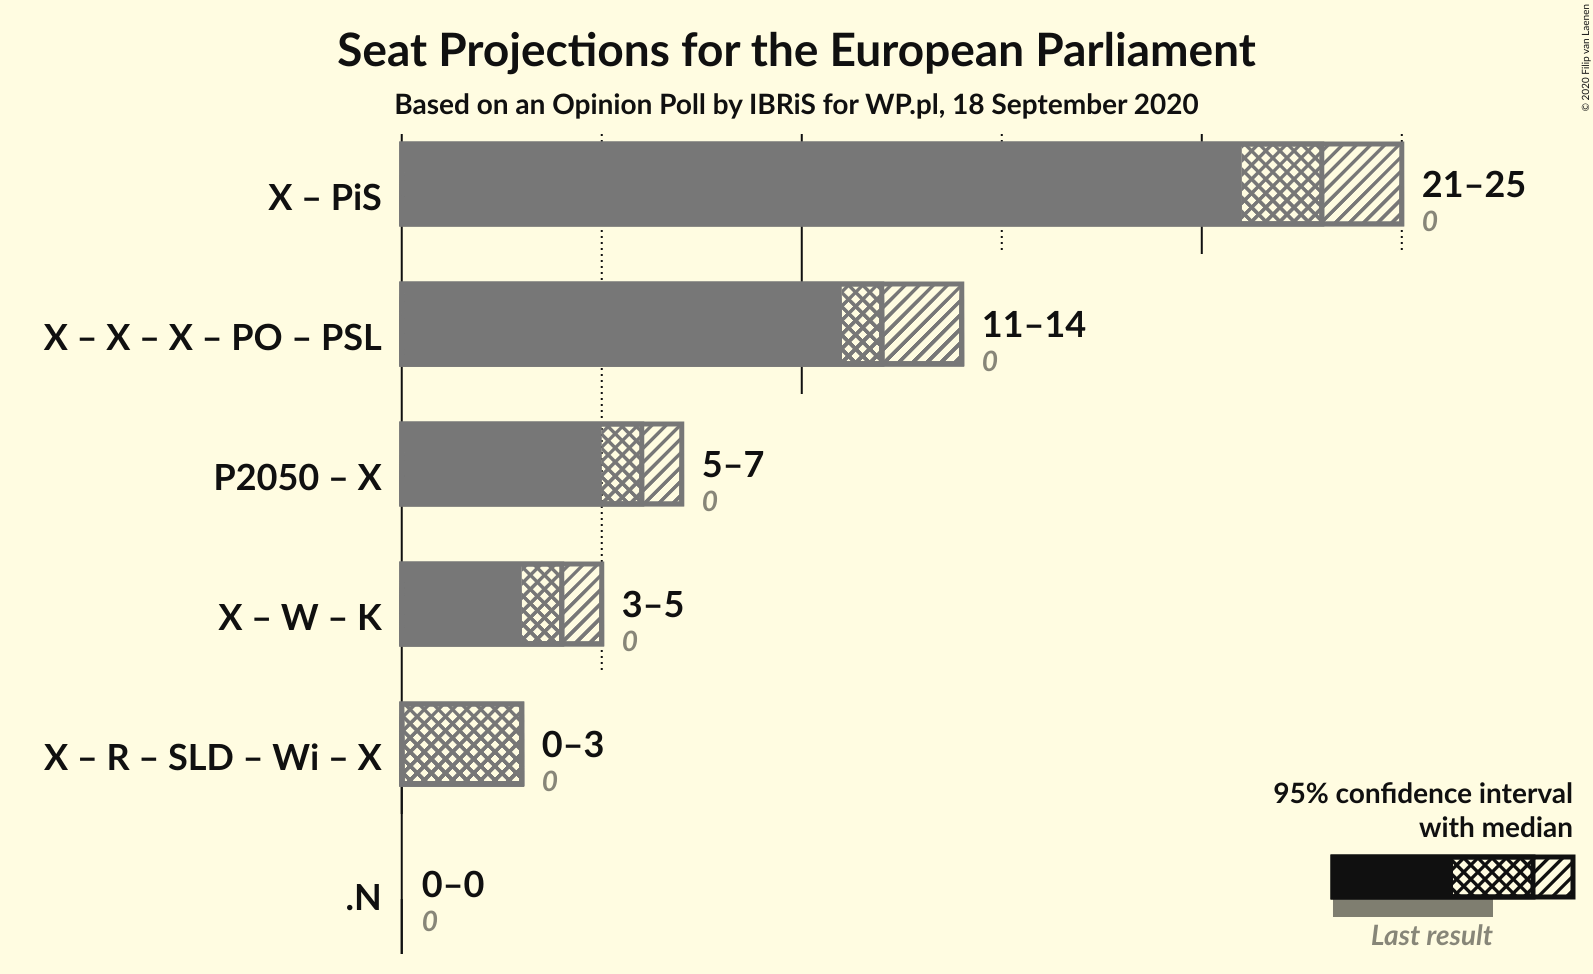 Seat Projections for the European Parliament
Based on an Opinion Poll by IBRiS for WP.pl, 18 September 2020
© 2020 Filip van Laenen
X – PiS
21–25
0
X – X – X – PO – PSL
11–14
0
P2050 – X
5–7
0
X – W – K
3–5
0
X – R – SLD – Wi – X
0–3
0
.N
0–0
0
95% confidence interval
with median
Last result